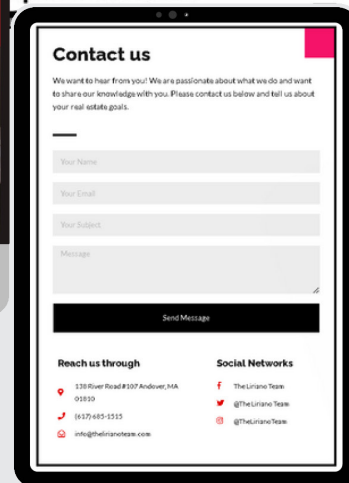 Contact us
We want to hear from you! We are passionate about what we do and want
to share our knowledge with you. Please contact us below and tell us about
your real estate goals.
Your Name
Your Email
Your Subject
Message
Send Message
Reach us through
138 River Road #107 Andover, MA
01810
(617) 685-1515
info@thelirianoteam.com
Social Networks
The Liriano Team
@The Liriano Team
@TheLirianoTeam